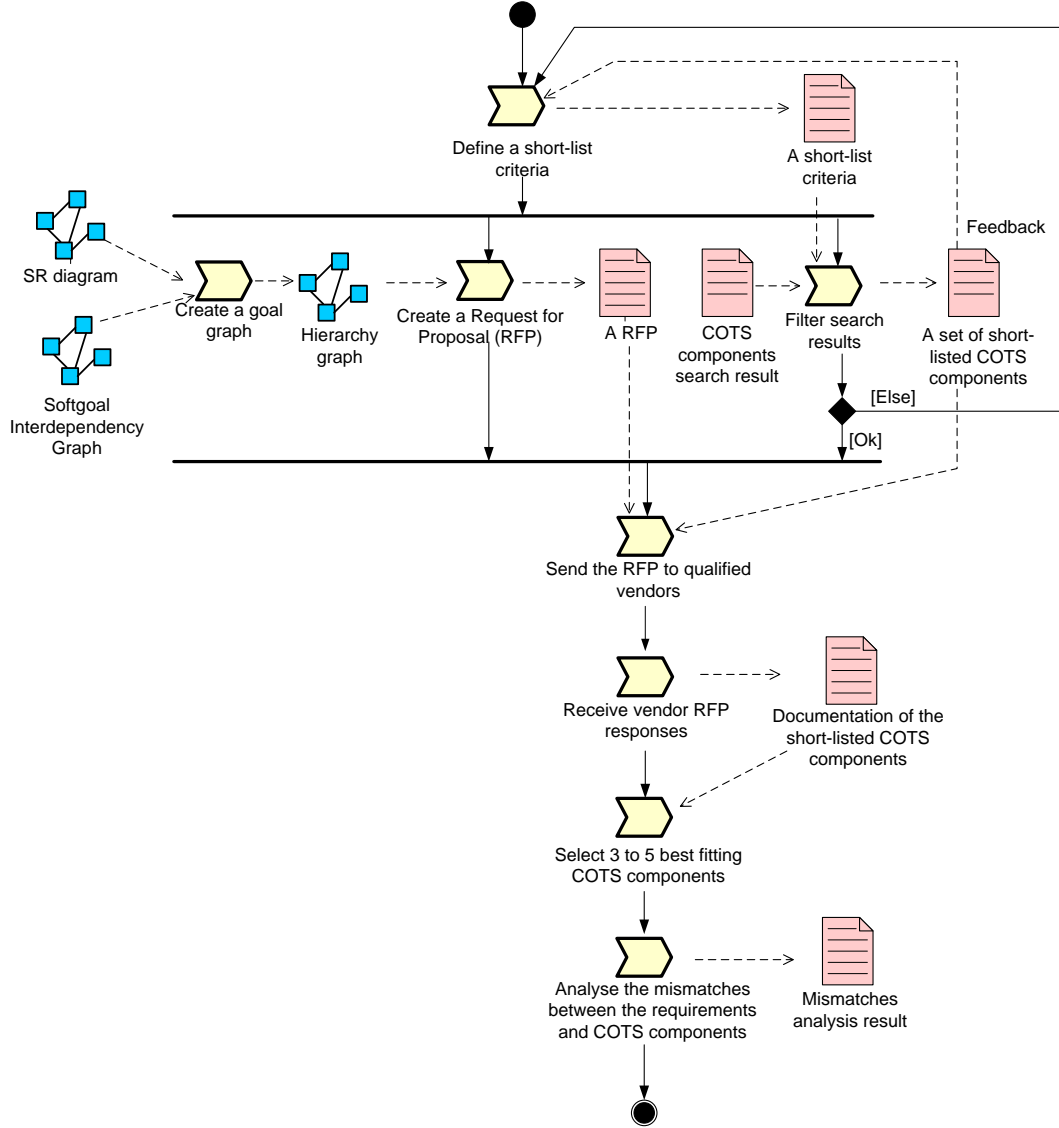 Define a short-list
criteria
A short-list
criteria
Feedback
SR diagram
Create a goal
graph
Hierarchy
graph
Create a Request for
Proposal (RFP)
A RFP
COTS
components
search result
Filter search
results
A set of short-
listed COTS
components
Softgoal
Interdependency
Graph
[Else]
[Ok]
Send the RFP to qualified
vendors
Receive vendor RFP
responses
Documentation of the
short-listed COTS
components
Select 3 to 5 best fitting
COTS components
Analyse the mismatches
between the requirements
and COTS components
Mismatches
analysis result